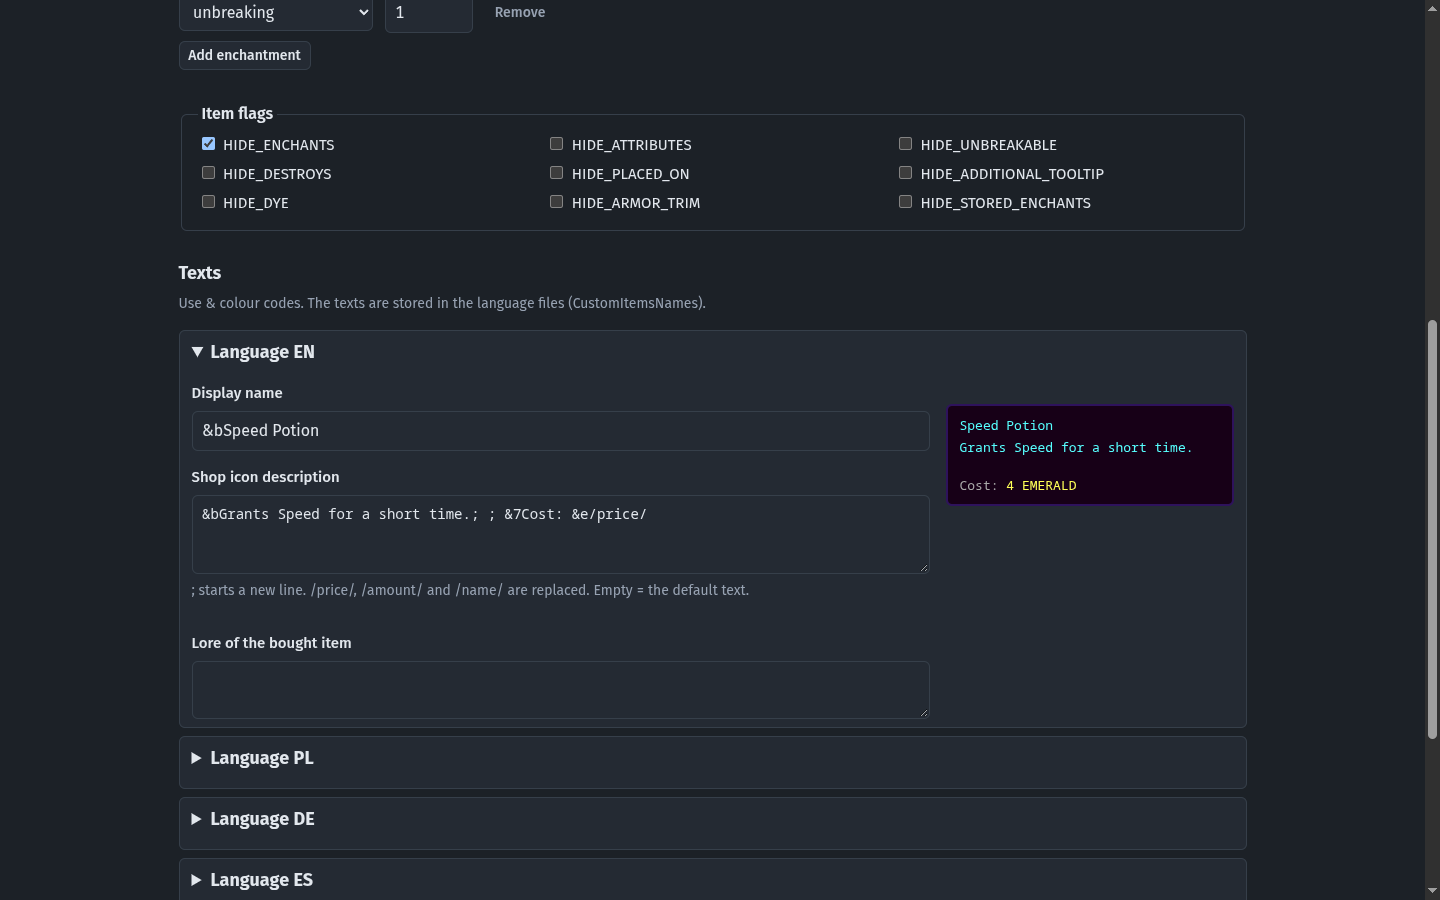 unbreaking 1 Remove
Add enchantment
Item flags
HIDE_ENCHANTS HIDE_ATTRIBUTES HIDE_UNBREAKABLE
HIDE_DESTROYS HIDE_PLACED_ON HIDE_ADDITIONAL_TOOLTIP
HIDE_DYE HIDE_ARMOR_TRIM HIDE_STORED_ENCHANTS
Texts
Use & colour codes. The texts are stored in the language files (CustomItemsNames).
Language EN
Display name
&bSpeed Potion
Shop icon description
&bGrants Speed for a short time.; ; &7Cost: &e/price/
; starts a new line. /price/, /amount/ and /name/ are replaced. Empty = the default text.
Lore of the bought item
Speed Potion
Grants Speed for a short time.
Cost: 4 EMERALD
Language PL
Language DE
Language ES